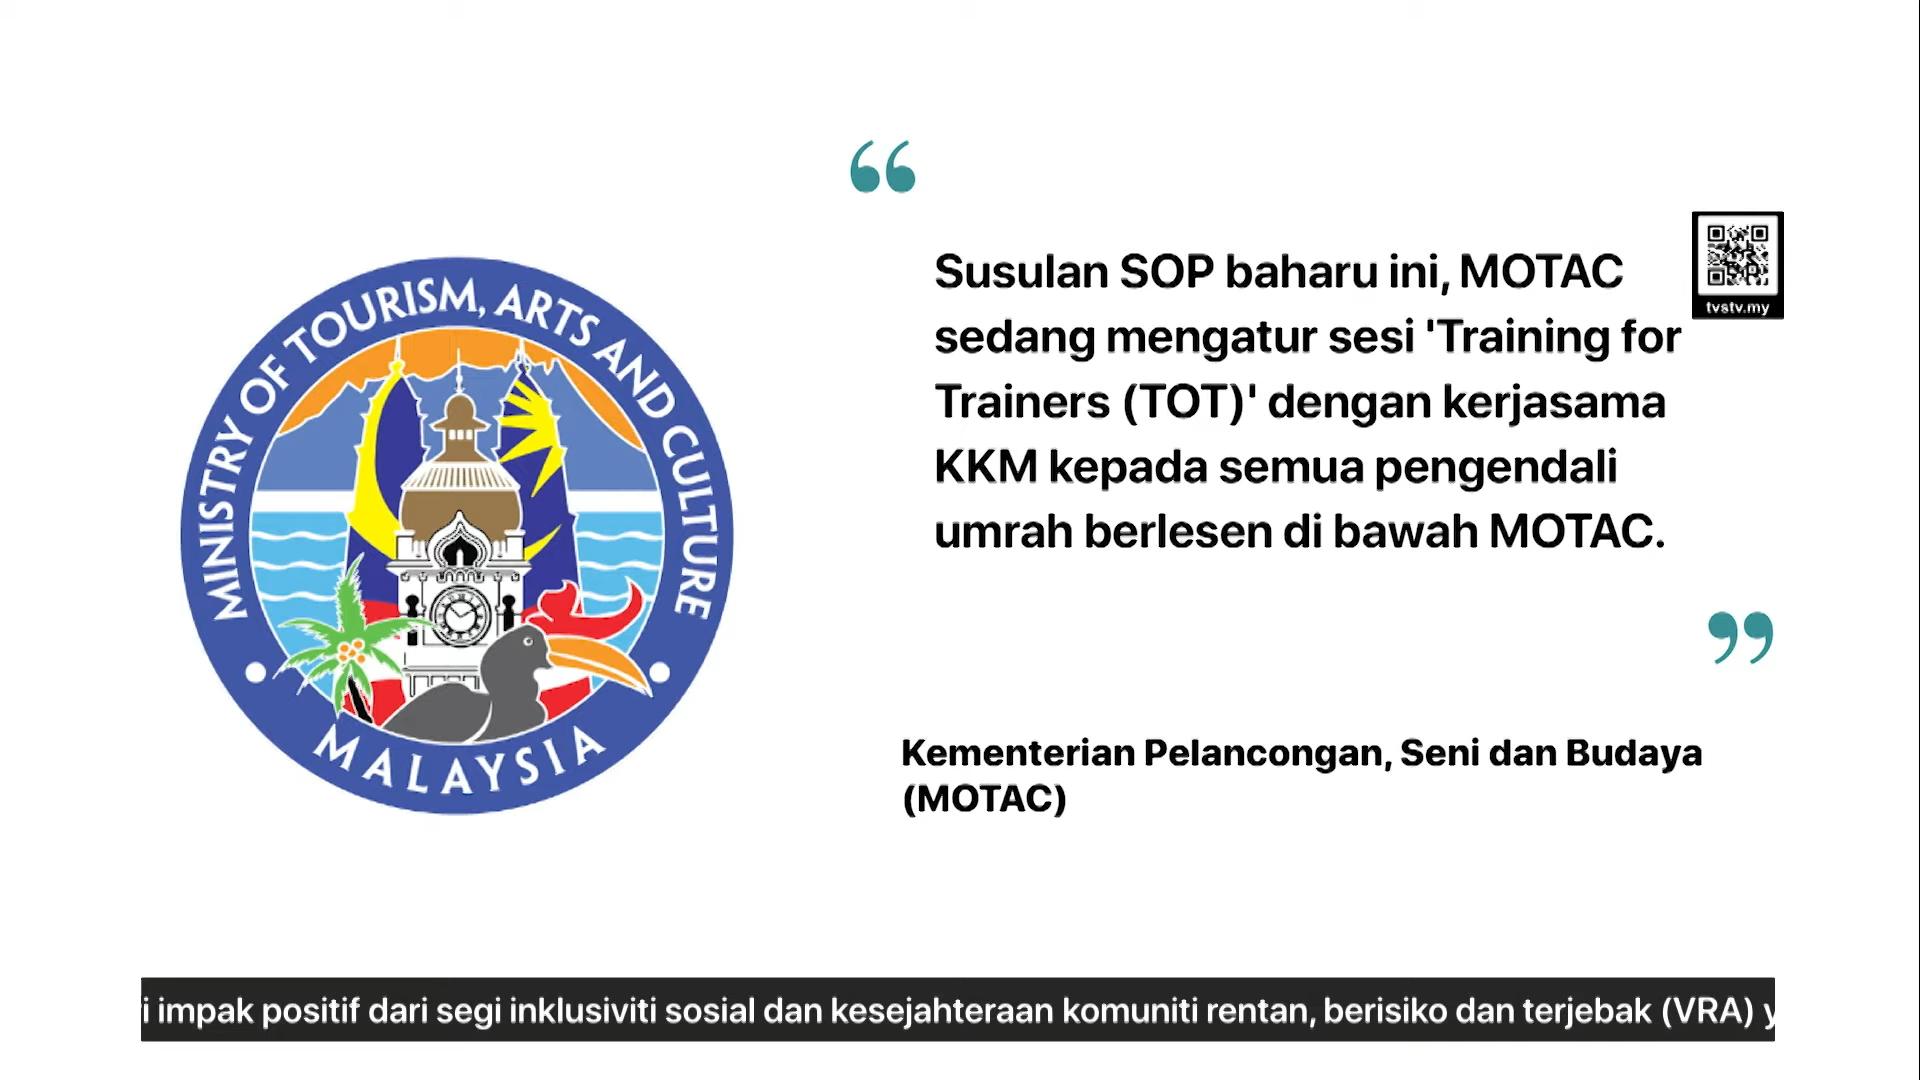 MINISTRY OF TOURISM, ARTS AND CULTURE
MALAYSIA
Susulan SOP baharu ini, MOTAC
sedang mengatur sesi 'Training for
Trainers (TOT)' dengan kerjasama
KKM kepada semua pengendali
umrah berlesen di bawah MOTAC.
tvstv.my
Kementerian Pelancongan, Seni dan Budaya
(MOTAC)
impak positif dari segi inklusiviti sosial dan kesejahteraan komuniti rentan, berisiko dan terjebak (VRA)